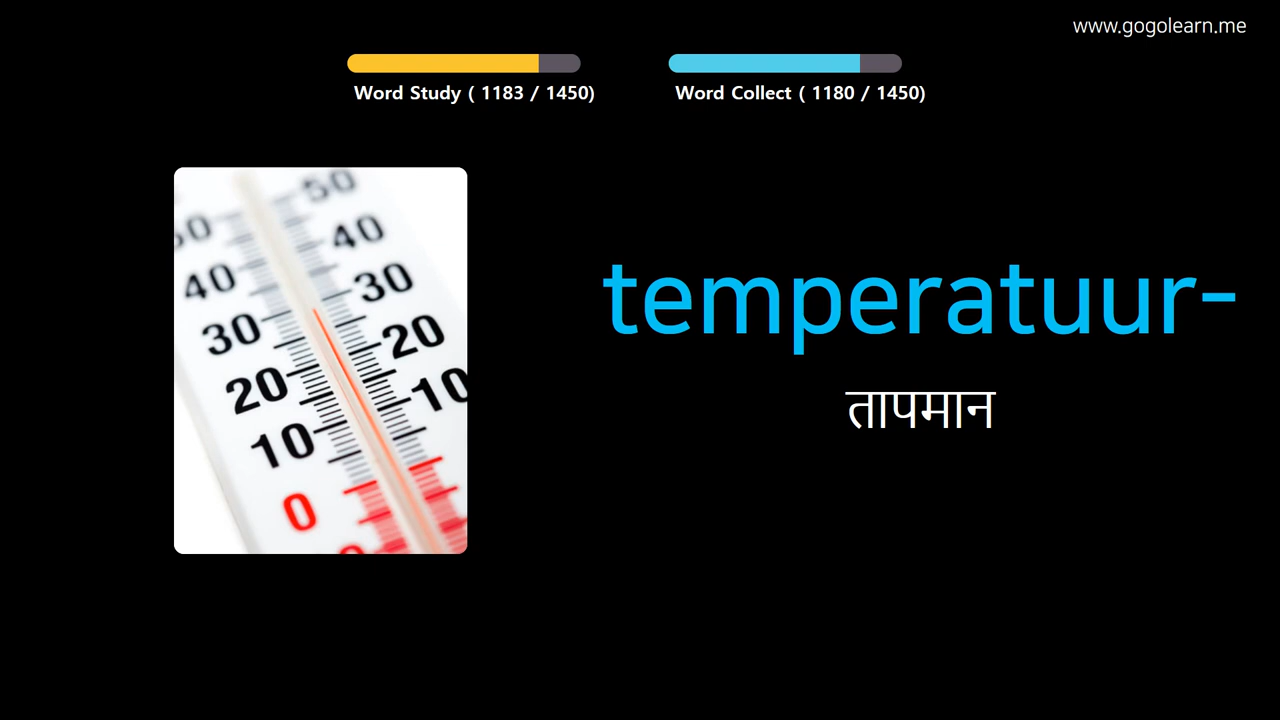 www.gogolearn.me
Word Study ( 1183 / 1450)
Word Collect ( 1180 / 1450)
50
50
40
40
30
30
20
20
10
10
0
temperatuur-
तापमान